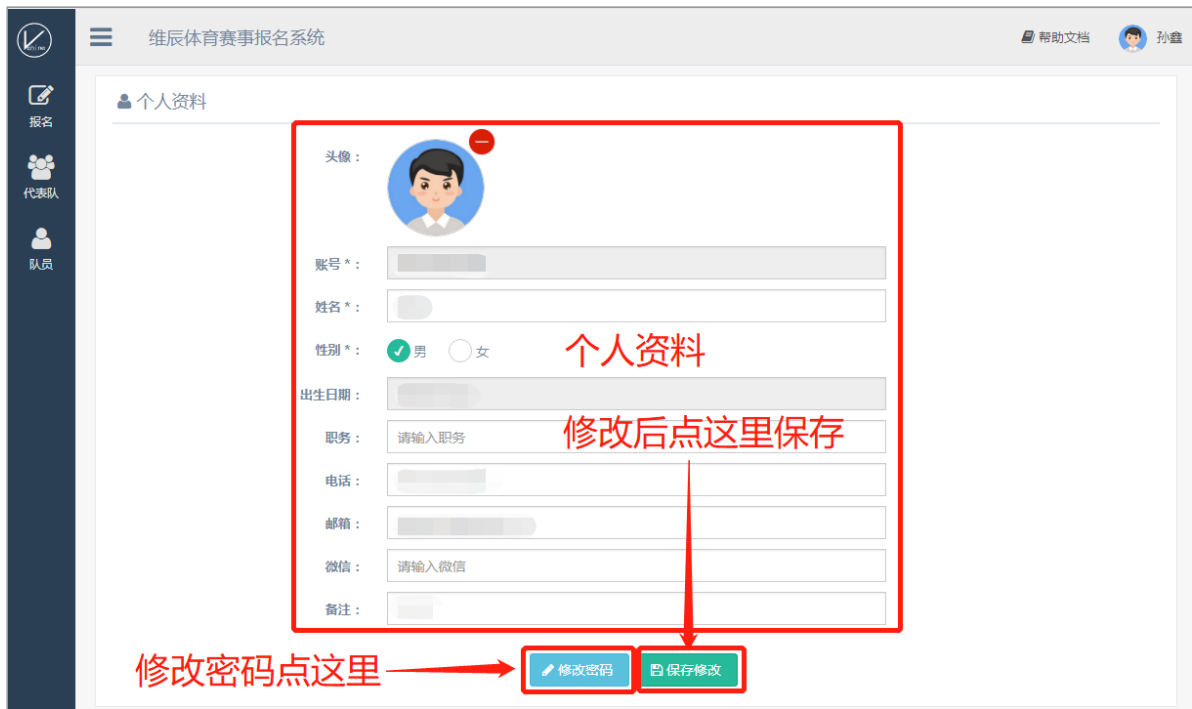 维辰体育赛事报名系统
帮助文档
孙鑫
报名
代表队
队员
个人资料
头像：
账号 *：
姓名 *：
性别 *： 男 女
个人资料
出生日期：
修改后点这里保存
职务： 请输入职务
电话：
邮箱：
微信： 请输入微信
备注：
修改密码点这里
修改密码
保存修改